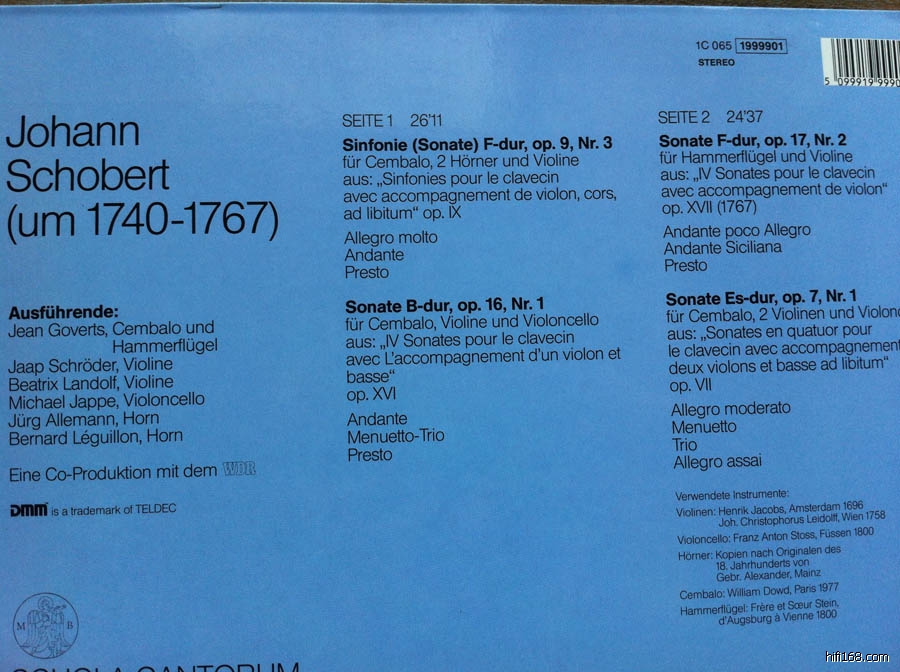 1C 065 1999901
STEREO
5 099919 9990
Johann
Schobert
(um 1740-1767)
Ausführende:
Jean Goverts, Cembalo und
Hammerflügel
Jaap Schröder, Violine
Beatrix Landolf, Violine
Michael Jappe, Violoncello
Jürg Allemann, Horn
Bernard Léguillon, Horn
Eine Co-Produktion mit dem WDR
DMM is a trademark of TELDEC
M B
SEITE 1 26'11
Sinfonie (Sonate) F-dur, op. 9, Nr. 3
für Cembalo, 2 Hörner und Violine
aus: „Sinfonies pour le clavecin
avec accompagnement de violon, cors,
ad libitum“ op. IX
Allegro molto
Andante
Presto
Sonate B-dur, op. 16, Nr. 1
für Cembalo, Violine und Violoncello
aus: „IV Sonates pour le clavecin
avec L'accompagnement d'un violon et
basse“
op. XVI
Andante
Menuetto-Trio
Presto
SEITE 2 24'37
Sonate F-dur, op. 17, Nr. 2
für Hammerflügel und Violine
aus: „IV Sonates pour le clavecin
avec accompagnement de violon“
op. XVII (1767)
Andante poco Allegro
Andante Siciliana
Presto
Sonate Es-dur, op. 7, Nr. 1
für Cembalo, 2 Violinen und Violon
aus: „Sonates en quatuor pour
le clavecin avec accompagnement
deux violons et basse ad libitum“
op. VII
Allegro moderato
Menuetto
Trio
Allegro assai
Verwendete Instrumente:
Violinen: Henrik Jacobs, Amsterdam 1696
Joh. Christophorus Leidolff, Wien 1758
Violoncello: Franz Anton Stoss, Füssen 1800
Hörner: Kopien nach Originalen des
18. Jahrhunderts von
Gebr. Alexander, Mainz
Cembalo: William Dowd, Paris 1977
Hammerflügel: Frère et Sœur Stein,
d'Augsburg à Vienne 1800
SCHOLA CANTORUM
hifi168.com